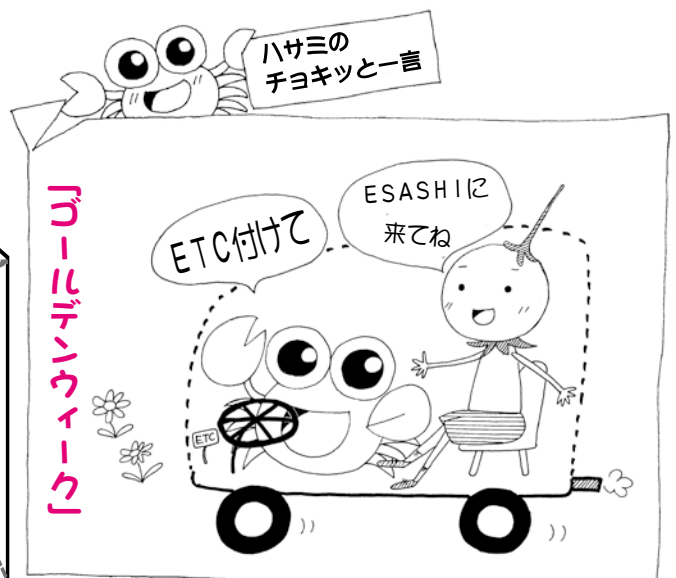 ハサミの
チョキッと一言
「ゴールデンウィーク」
ETC付けて
ESASHIに
来てね
ETC